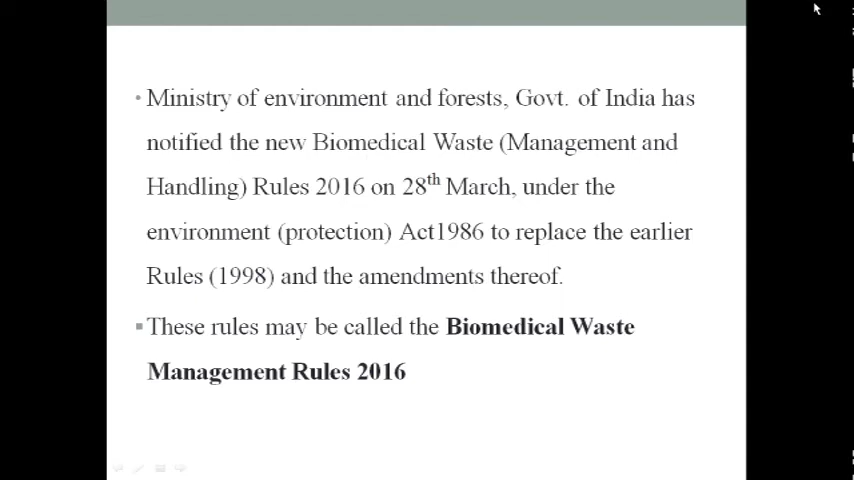 Ministry of environment and forests, Govt. of India has
notified the new Biomedical Waste (Management and
Handling) Rules 2016 on 28th March, under the
environment (protection) Act1986 to replace the earlier
Rules (1998) and the amendments thereof.
These rules may be called the Biomedical Waste
Management Rules 2016